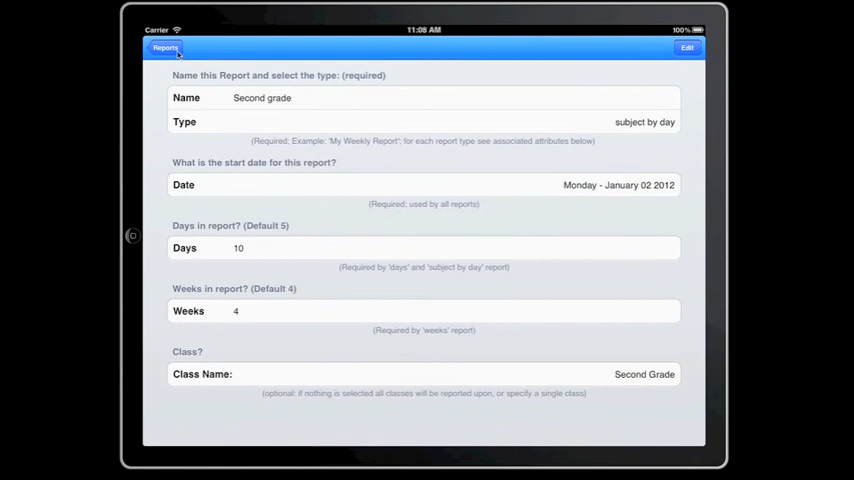 Carrier 11:08 AM 100%
Reports Edit
Name this Report and select the type: (required)
Name Second grade
Type subject by day
(Required; Example: 'My Weekly Report'; for each report type see associated attributes below)
What is the start date for this report?
Date Monday - January 02 2012
(Required; used by all reports)
Days in report? (Default 5)
Days 10
(Required by 'days' and 'subject by day' report)
Weeks in report? (Default 4)
Weeks 4
(Required by 'weeks' report)
Class?
Class Name: Second Grade
(optional: if nothing is selected all classes will be reported upon, or specify a single class)